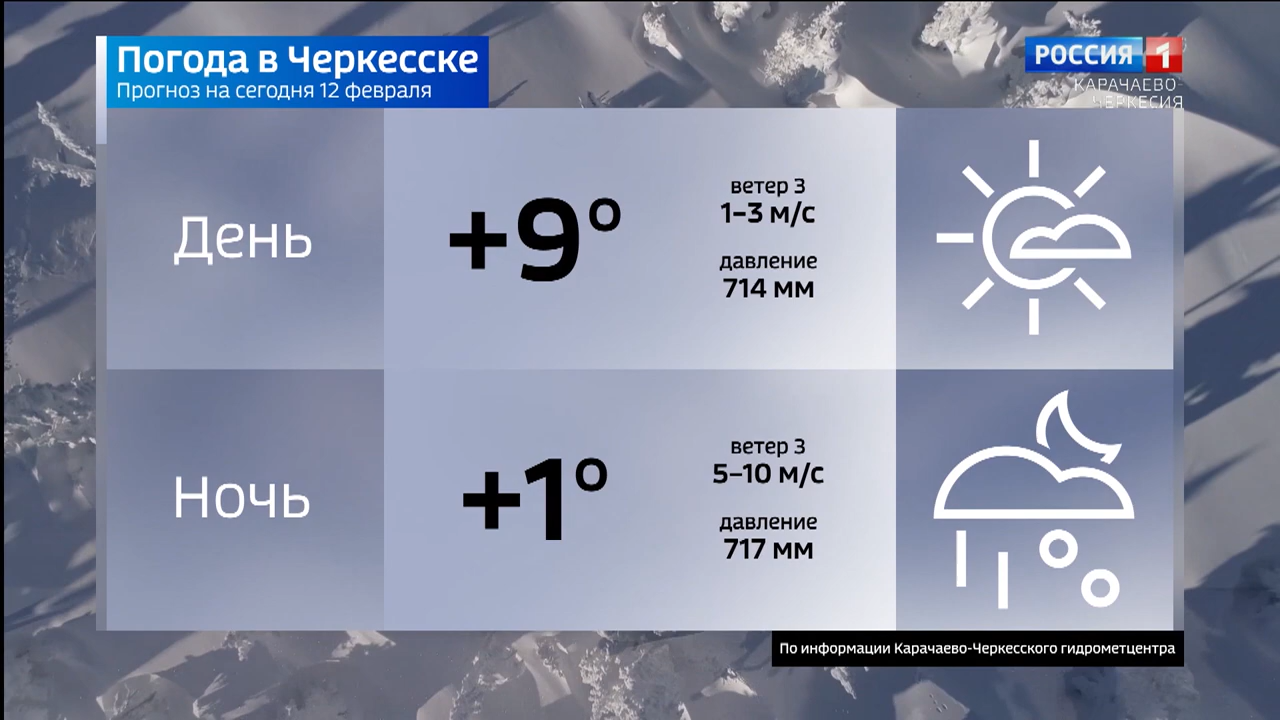 Погода в Черкесске
Прогноз на сегодня 12 февраля
РОССИЯ 1
КАРАЧАЕВО-
ЧЕРКЕСИЯ
День
+9°
ветер З
1–3 м/с
давление
714 мм
Ночь
+1°
ветер З
5–10 м/с
давление
717 мм
По информации Карачаево-Черкесского гидрометцентра